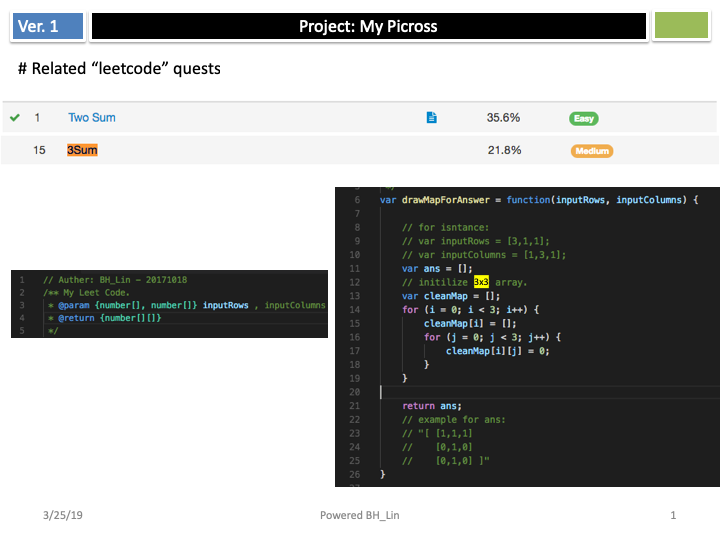 Ver. 1
Project: My Picross
# Related “leetcode” quests
1 Two Sum 35.6% Easy
15 3Sum 21.8% Medium
1 // Auther: BH_Lin - 20171018
2 /** My Leet Code.
3 * @param {number[], number[]} inputRows , inputColumns
4 * @return {number[][]}
5 */
6 var drawMapForAnswer = function(inputRows, inputColumns) {
7
8 // for isntance:
9 // var inputRows = [3,1,1];
10 // var inputColumns = [1,3,1];
11 var ans = [];
12 // initilize 3x3 array.
13 var cleanMap = [];
14 for (i = 0; i < 3; i++) {
15 cleanMap[i] = [];
16 for (j = 0; j < 3; j++) {
17 cleanMap[i][j] = 0;
18 }
19 }
20
21 return ans;
22 // example for ans:
23 // "[ [1,1,1]
24 // [0,1,0]
25 // [0,1,0] ]"
26 }
3/25/19
Powered BH_Lin
1